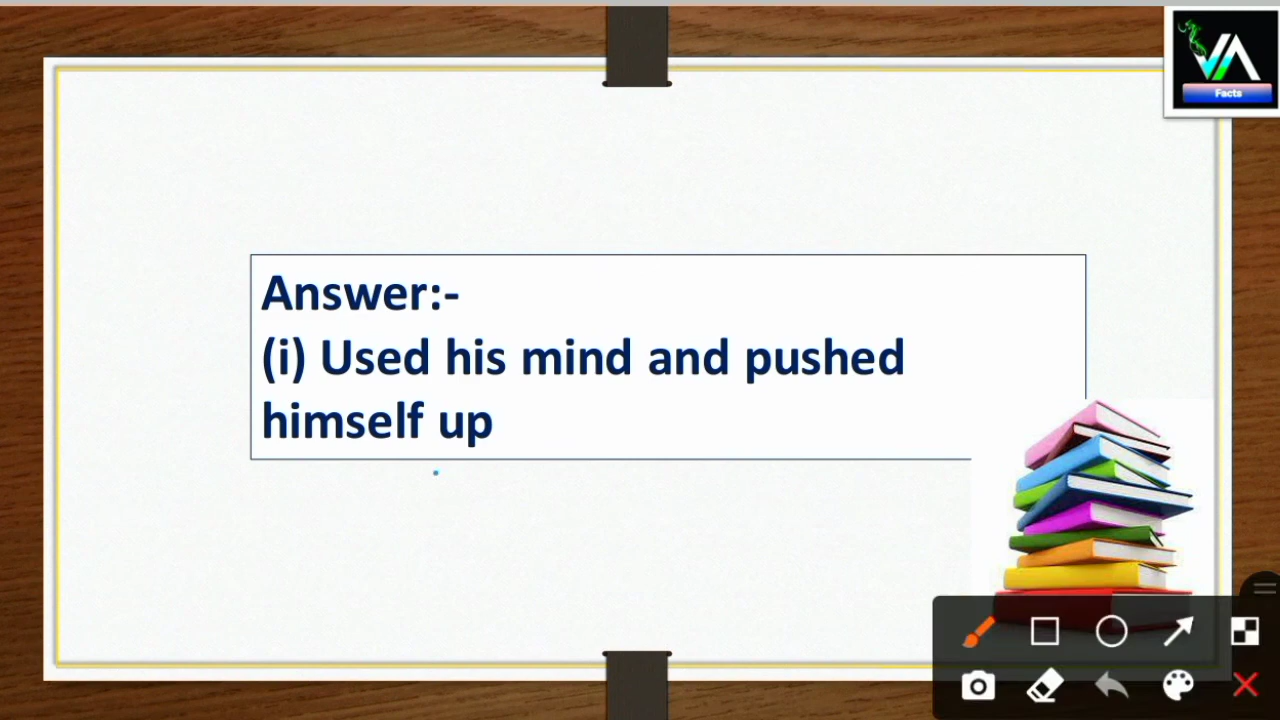 Facts
Answer:-
(i) Used his mind and pushed
himself up